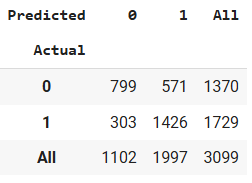 Predicted 0 1 All
Actual
0 799 571 1370
1 303 1426 1729
All 1102 1997 3099